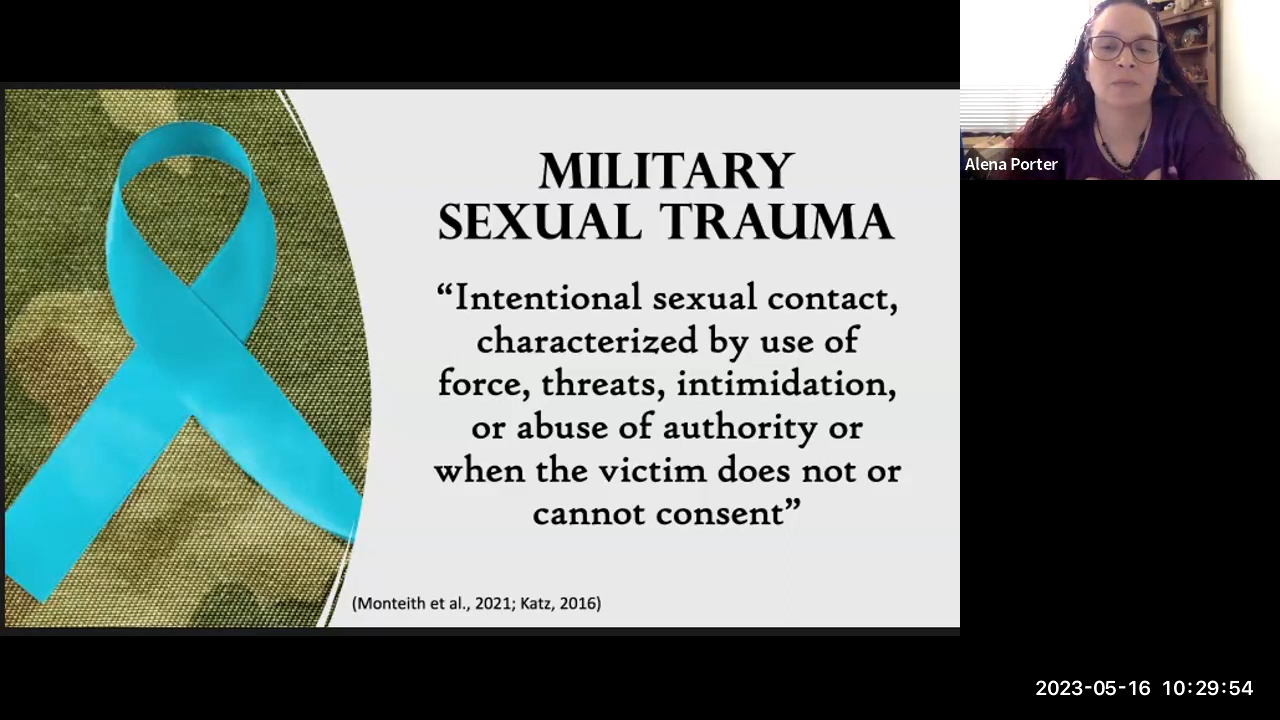 MILITARY
SEXUAL TRAUMA
“Intentional sexual contact,
characterized by use of
force, threats, intimidation,
or abuse of authority or
when the victim does not or
cannot consent”
(Monteith et al., 2021; Katz, 2016)
Alena Porter
2023-05-16 10:29:54